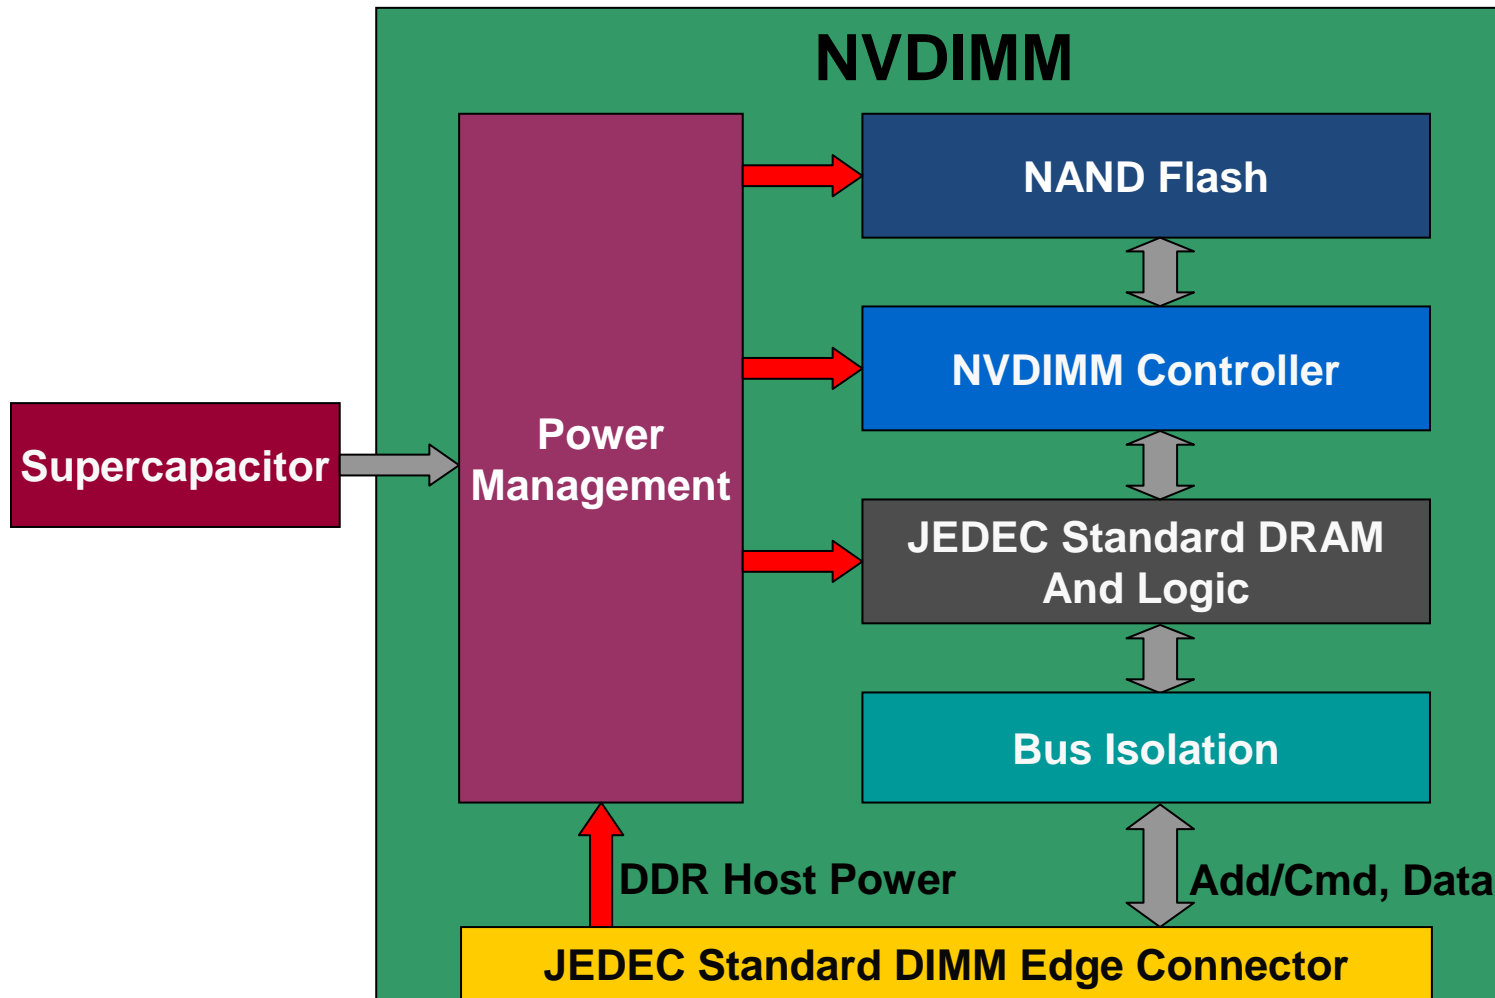 NVDIMM
NAND Flash
NVDIMM Controller
Supercapacitor
Power
Management
JEDEC Standard DRAM
And Logic
Bus Isolation
DDR Host Power
Add/Cmd, Data
JEDEC Standard DIMM Edge Connector